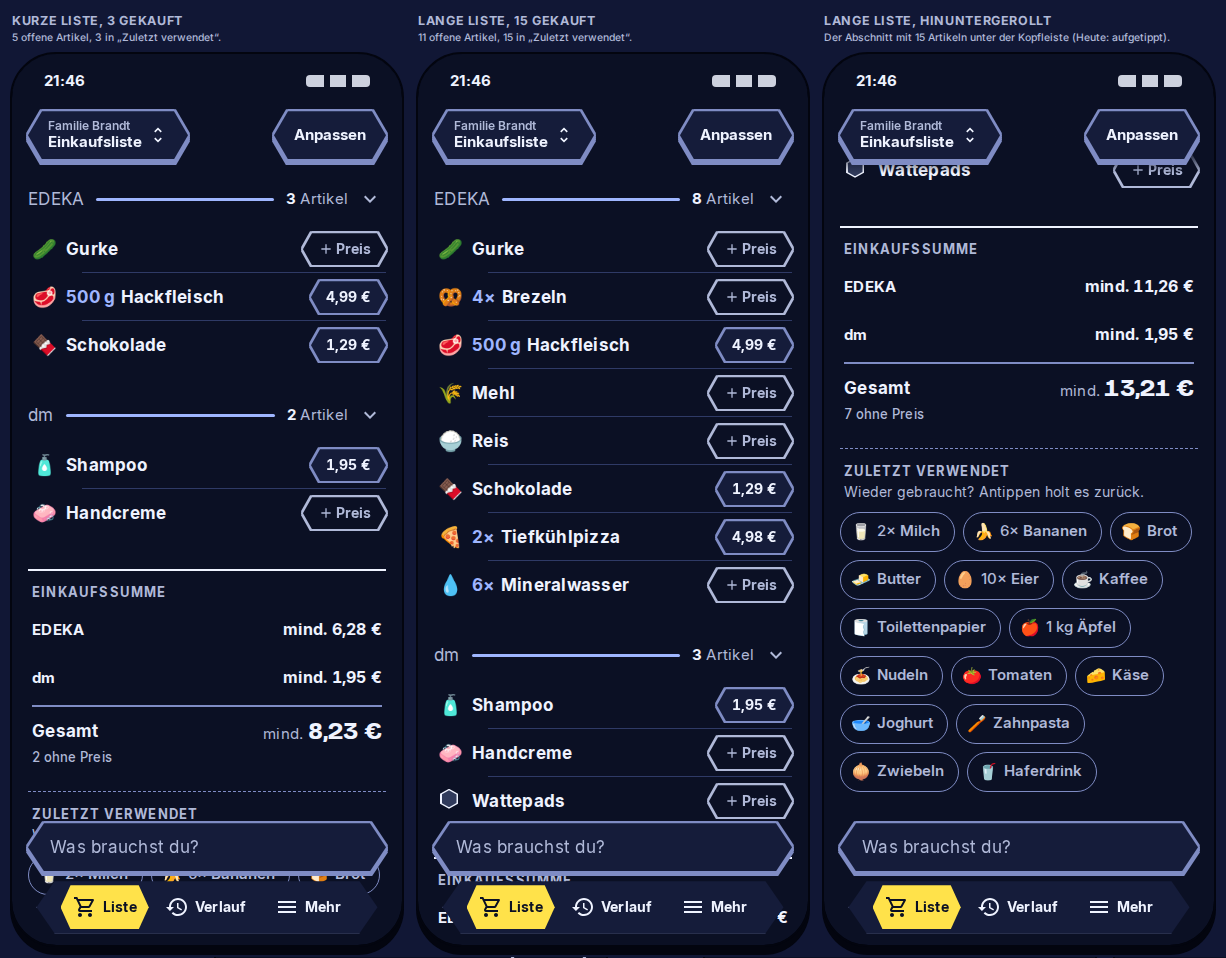 KURZE LISTE, 3 GEKAUFT
5 offene Artikel, 3 in „Zuletzt verwendet“.
21:46
Familie Brandt
Einkaufsliste
Anpassen
EDEKA 3 Artikel
Gurke + Preis
500 g Hackfleisch 4,99 €
Schokolade 1,29 €
dm 2 Artikel
Shampoo 1,95 €
Handcreme + Preis
EINKAUFSSUMME
EDEKA mind. 6,28 €
dm mind. 1,95 €
Gesamt mind. 8,23 €
2 ohne Preis
ZULETZT VERWENDET
Was brauchst du?
2× Milch 6× Bananen Brot
Liste Verlauf Mehr
LANGE LISTE, 15 GEKAUFT
11 offene Artikel, 15 in „Zuletzt verwendet“.
21:46
Familie Brandt
Einkaufsliste
Anpassen
EDEKA 8 Artikel
Gurke + Preis
4× Brezeln + Preis
500 g Hackfleisch 4,99 €
Mehl + Preis
Reis + Preis
Schokolade 1,29 €
2× Tiefkühlpizza 4,98 €
6× Mineralwasser + Preis
dm 3 Artikel
Shampoo 1,95 €
Handcreme + Preis
Wattepads + Preis
Was brauchst du?
EINKAUFSSUMME
€
Liste Verlauf Mehr
LANGE LISTE, HINUNTERGEROLLT
Der Abschnitt mit 15 Artikeln unter der Kopfleiste (Heute: aufgetippt).
21:46
Familie Brandt
Einkaufsliste
Anpassen
Wattepads + Preis
EINKAUFSSUMME
EDEKA mind. 11,26 €
dm mind. 1,95 €
Gesamt mind. 13,21 €
7 ohne Preis
ZULETZT VERWENDET
Wieder gebraucht? Antippen holt es zurück.
2× Milch 6× Bananen Brot
Butter 10× Eier Kaffee
Toilettenpapier 1 kg Äpfel
Nudeln Tomaten Käse
Joghurt Zahnpasta
Zwiebeln Haferdrink
Was brauchst du?
Liste Verlauf Mehr